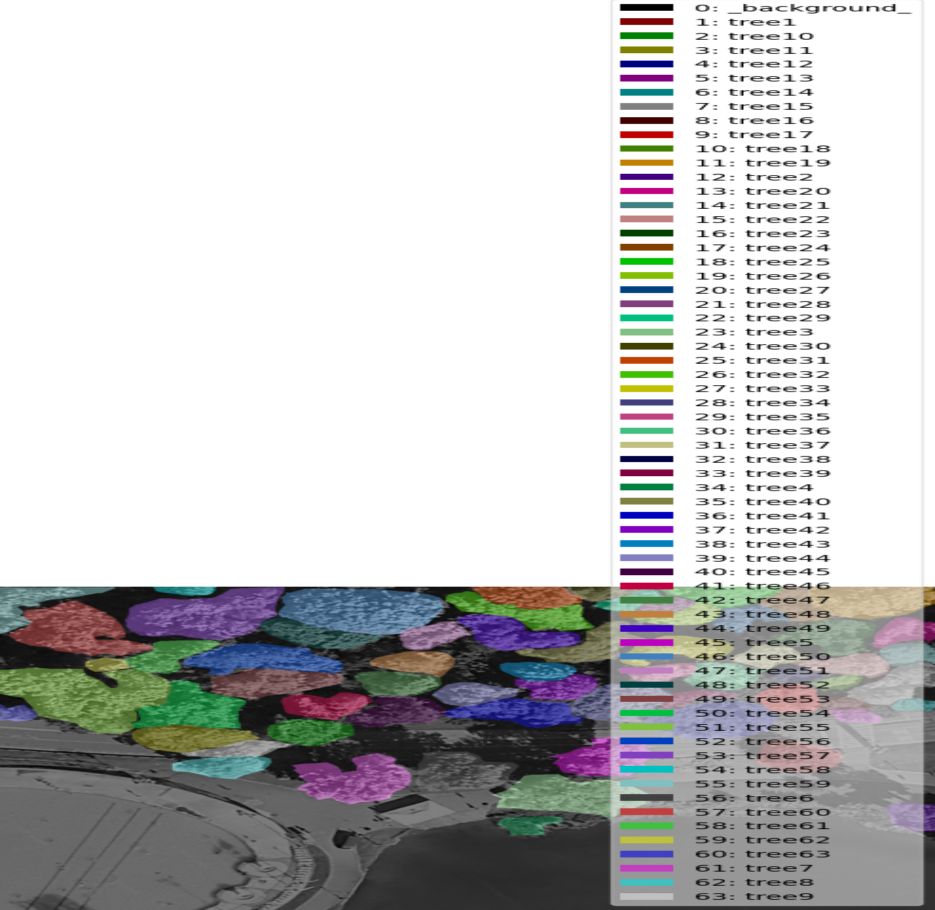 0: _background_
1: tree1
2: tree10
3: tree11
4: tree12
5: tree13
6: tree14
7: tree15
8: tree16
9: tree17
10: tree18
11: tree19
12: tree2
13: tree20
14: tree21
15: tree22
16: tree23
17: tree24
18: tree25
19: tree26
20: tree27
21: tree28
22: tree29
23: tree3
24: tree30
25: tree31
26: tree32
27: tree33
28: tree34
29: tree35
30: tree36
31: tree37
32: tree38
33: tree39
34: tree4
35: tree40
36: tree41
37: tree42
38: tree43
39: tree44
40: tree45
41: tree46
42: tree47
43: tree48
44: tree49
45: tree5
46: tree50
47: tree51
48: tree52
49: tree53
50: tree54
51: tree55
52: tree56
53: tree57
54: tree58
55: tree59
56: tree6
57: tree60
58: tree61
59: tree62
60: tree63
61: tree7
62: tree8
63: tree9